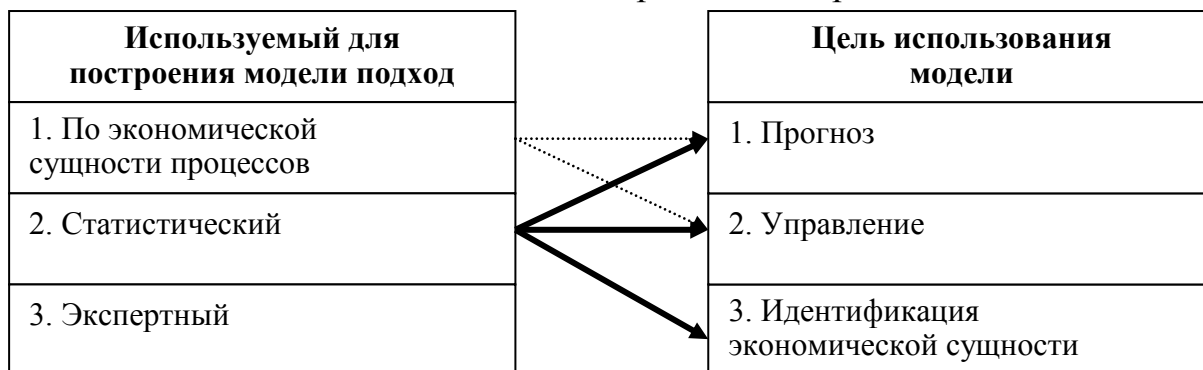 Используемый для
построения модели подход
1. По экономической
сущности процессов
2. Статистический
3. Экспертный
Цель использования
модели
1. Прогноз
2. Управление
3. Идентификация
экономической сущности